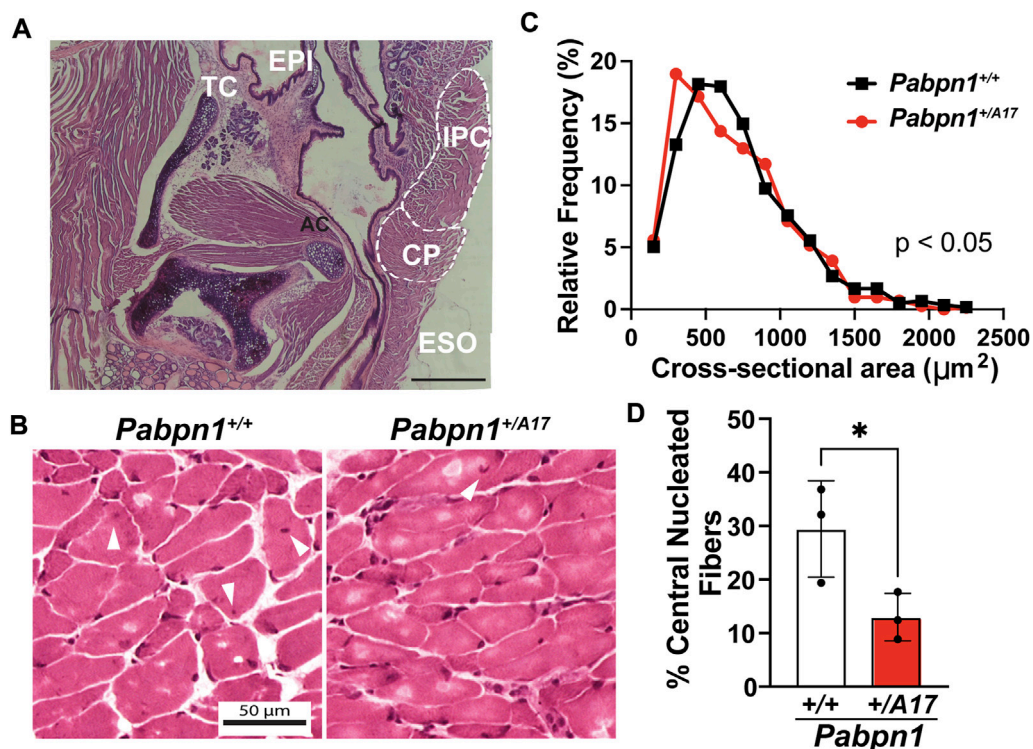 A
TC
EPI
IPC
AC
CP
ESO
B
Pabpn1+/+
Pabpn1+/A17
50 µm
C
Relative Frequency (%)
20
15
10
5
0
Pabpn1+/+
Pabpn1+/A17
p < 0.05
0 500 1000 1500 2000 2500
Cross-sectional area (µm2)
D
% Central Nucleated
Fibers
50
40
30
20
10
0
*
+/+ +/A17
Pabpn1